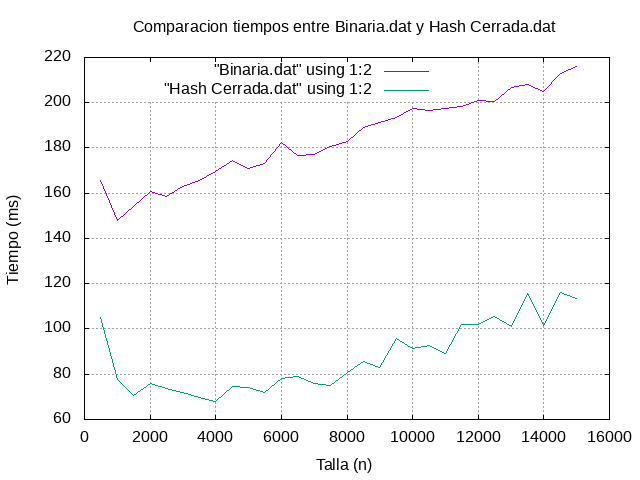 Comparacion tiempos entre Binaria.dat y Hash Cerrada.dat
"Binaria.dat" using 1:2
"Hash Cerrada.dat" using 1:2
220
200
180
160
140
120
100
80
60
Tiempo (ms)
0 2000 4000 6000 8000 10000 12000 14000 16000
Talla (n)